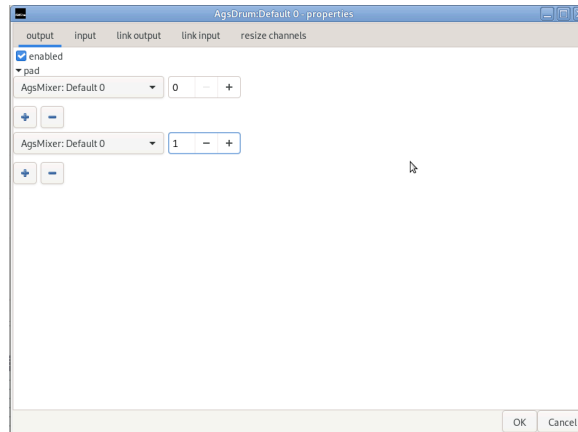 AgsDrum:Default 0 - properties
output input link output link input resize channels
enabled
pad
AgsMixer: Default 0 0 − +
+ −
AgsMixer: Default 0 1 − +
+ −
OK Cancel